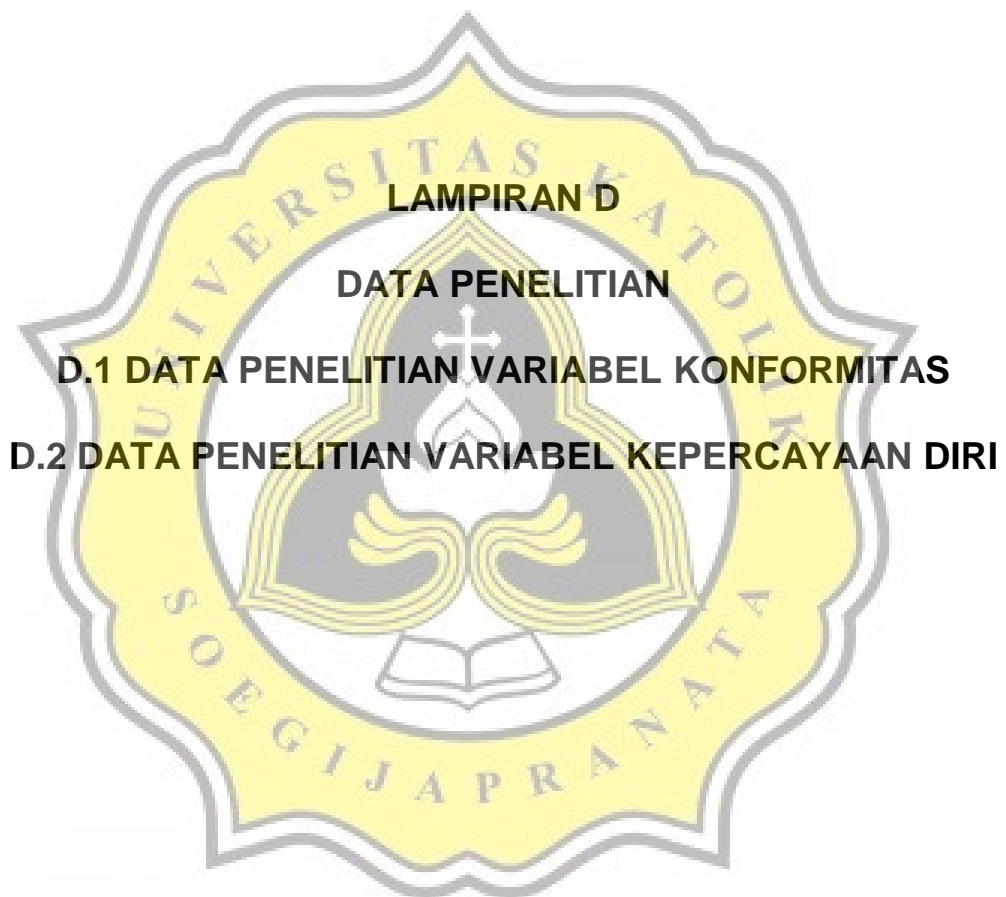 UNIVERSITAS KATOLIK
LAMPIRAN D
DATA PENELITIAN
D.1 DATA PENELITIAN VARIABEL KONFORMITAS
D.2 DATA PENELITIAN VARIABEL KEPERCAYAAN DIRI
SOEGIJAPRANATA